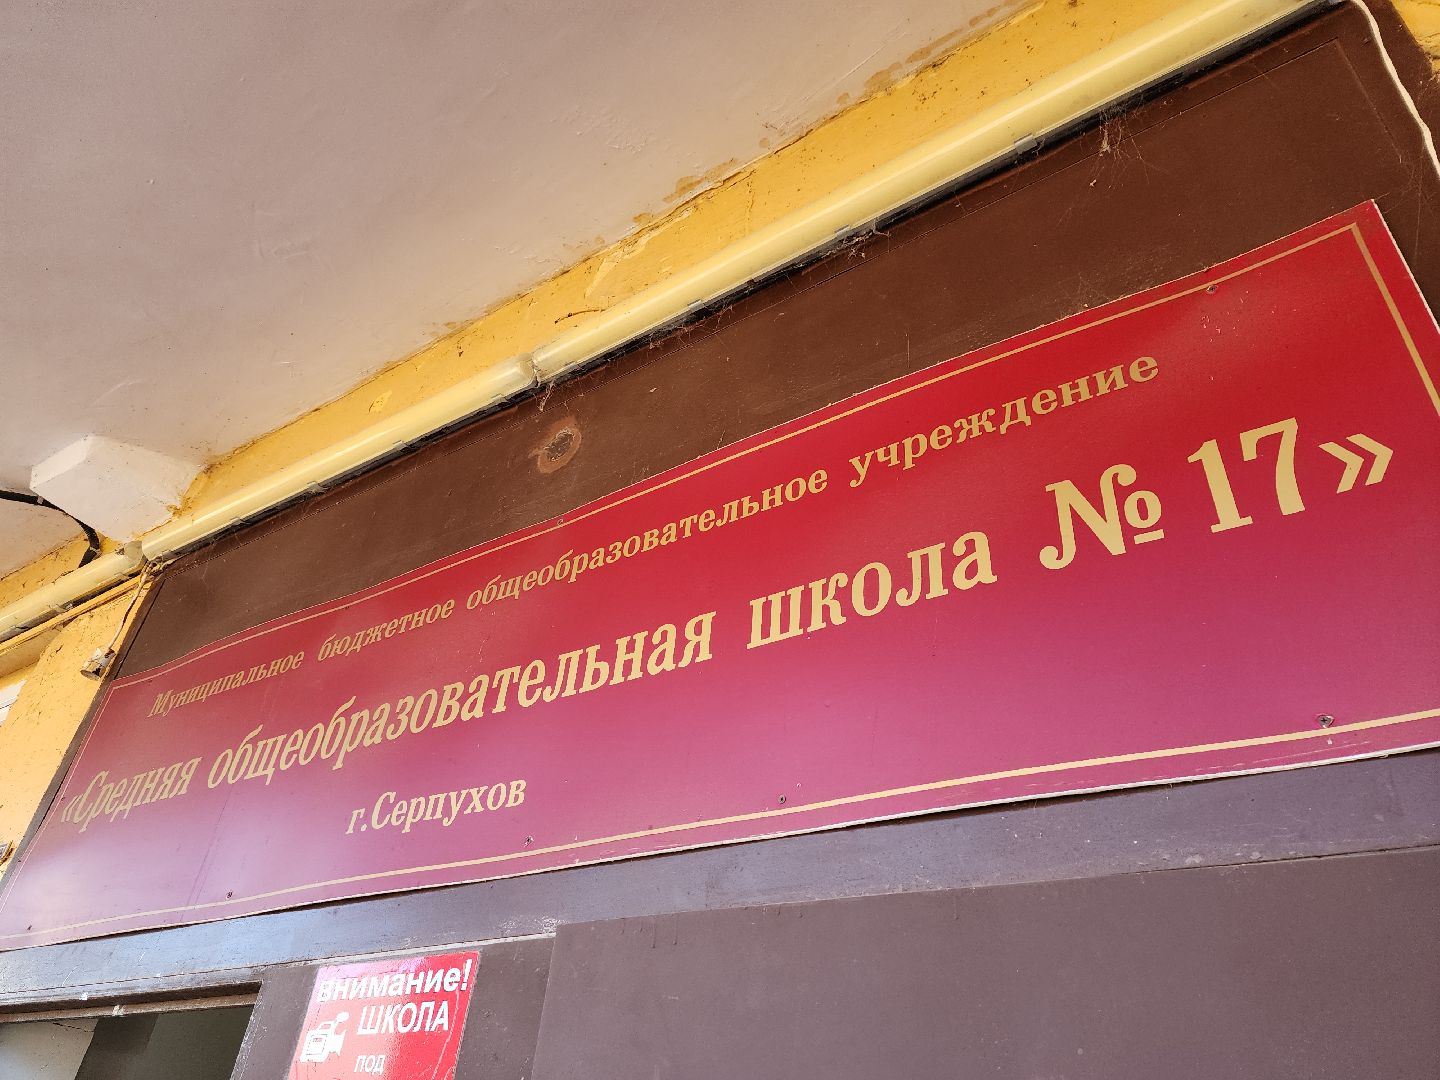 Муниципальное бюджетное общеобразовательное учреждение
«Средняя общеобразовательная школа № 17»
г.Серпухов
внимание!
ШКОЛА
под